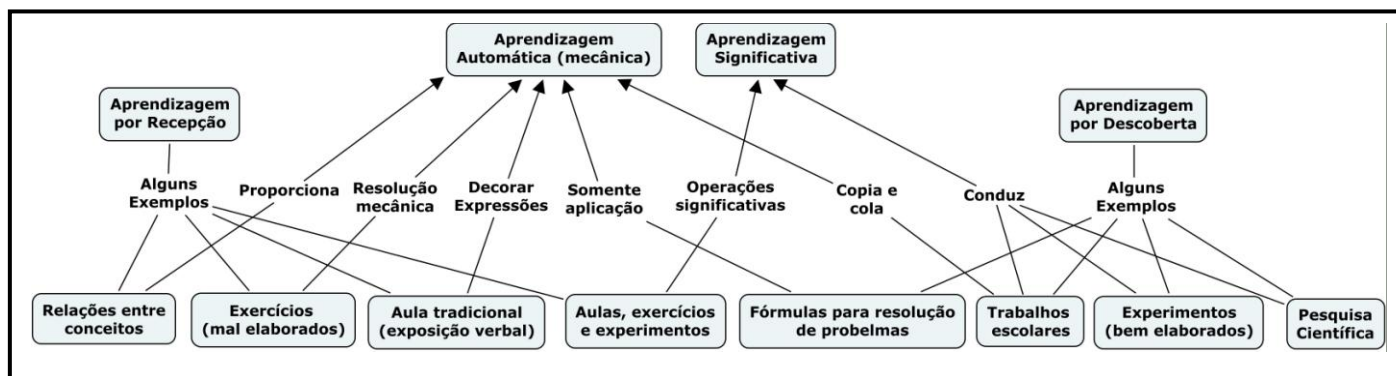 Aprendizagem
Automática (mecânica)
Aprendizagem
Significativa
Aprendizagem
por Recepção
Aprendizagem
por Descoberta
Alguns
Exemplos
Proporciona
Resolução
mecânica
Decorar
Expressões
Somente
aplicação
Operações
significativas
Copia e
cola
Conduz
Alguns
Exemplos
Relações entre
conceitos
Exercícios
(mal elaborados)
Aula tradicional
(exposição verbal)
Aulas, exercícios
e experimentos
Fórmulas para resolução
de probelmas
Trabalhos
escolares
Experimentos
(bem elaborados)
Pesquisa
Científica